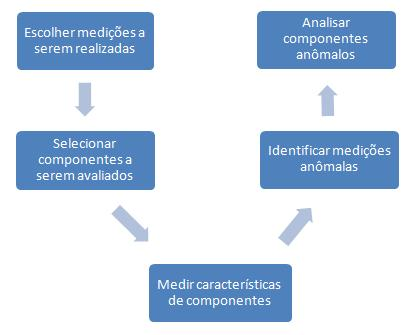 Escolher medições a
serem realizadas
Selecionar
componentes a
serem avaliados
Medir características
de componentes
Identificar medições
anômalas
Analisar
componentes
anômalos